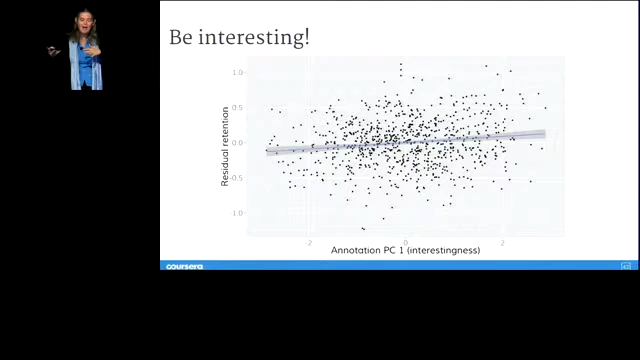 Be interesting!
Residual retention
1.0
0.5
0.0
-0.5
1.0
2
0
2
Annotation PC 1 (interestingness)
coursera